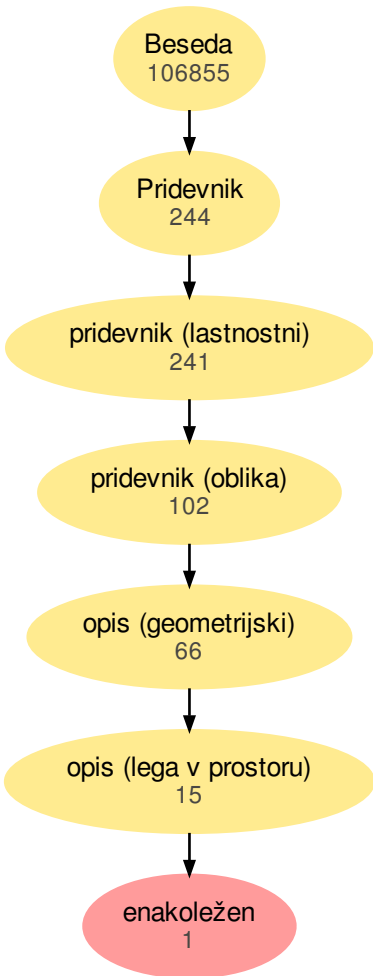 Beseda
106855
Pridevnik
244
pridevnik (lastnostni)
241
pridevnik (oblika)
102
opis (geometrijski)
66
opis (lega v prostoru)
15
enakoležen
1